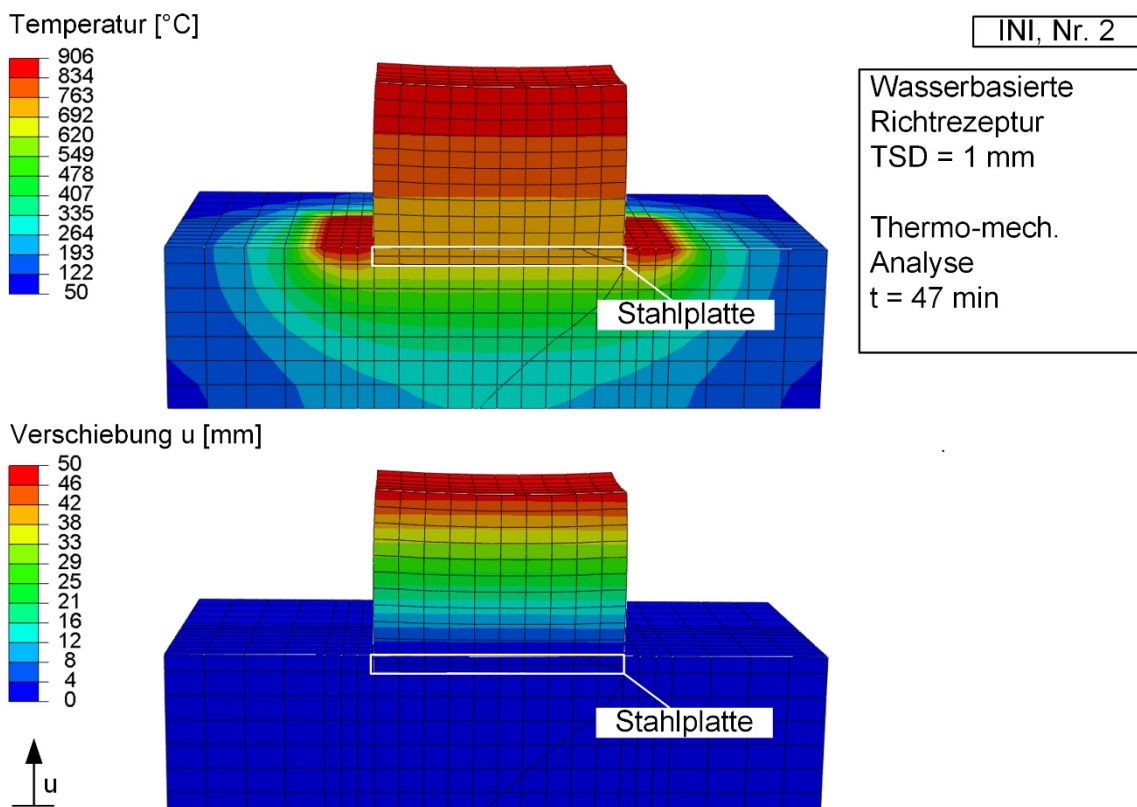 Temperatur [°C]
906
834
763
692
620
549
478
407
335
264
193
122
50
Stahlplatte
INI, Nr. 2
Wasserbasierte
Richtrezeptur
TSD = 1 mm
Thermo-mech.
Analyse
t = 47 min
Verschiebung u [mm]
50
46
42
38
33
29
25
21
16
12
8
4
0
Stahlplatte
u